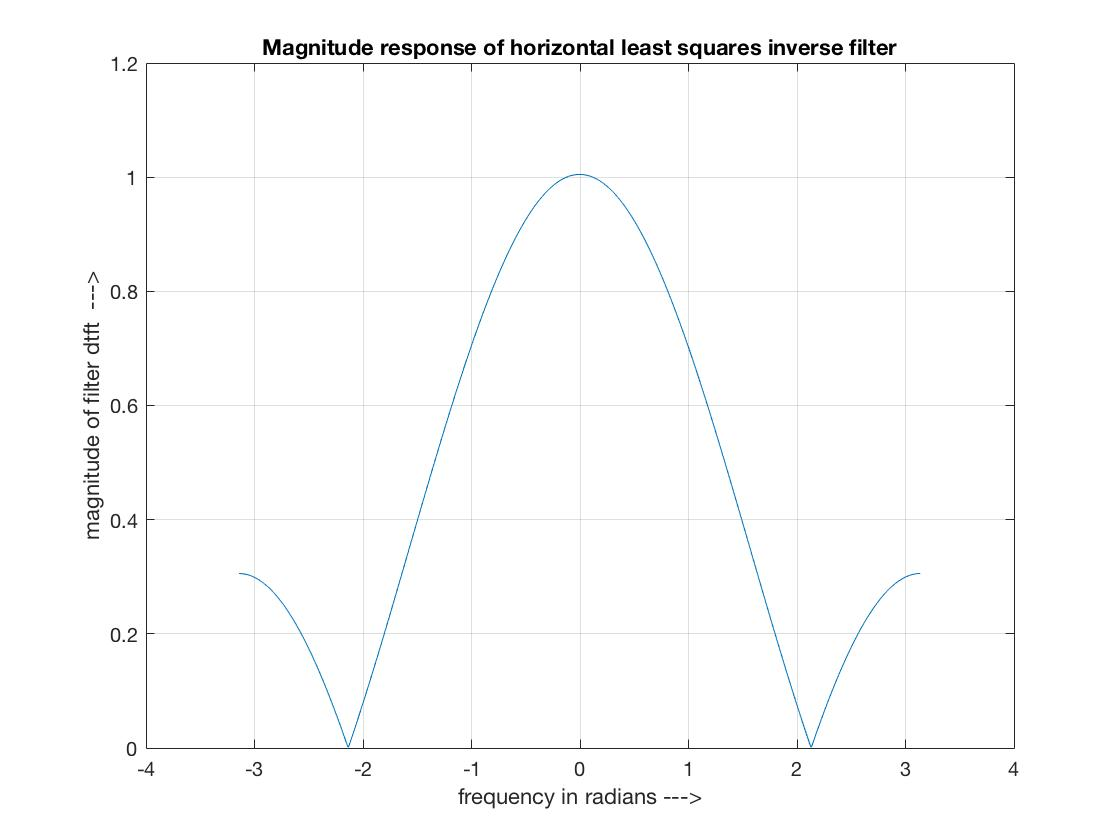 Magnitude response of horizontal least squares inverse filter
1.2
1
0.8
0.6
0.4
0.2
0
magnitude of filter dtft --->
-4 -3 -2 -1 0 1 2 3 4
frequency in radians --->